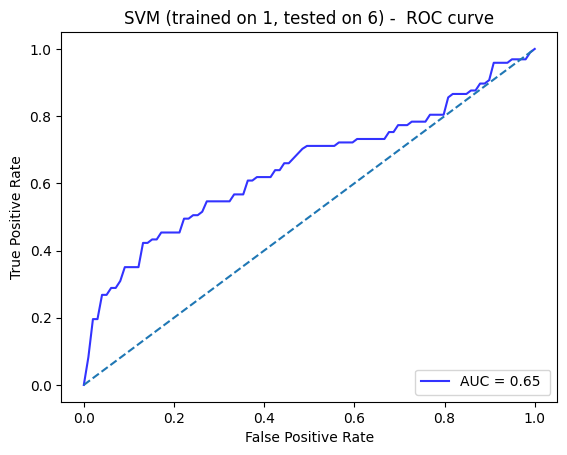 SVM (trained on 1, tested on 6) -  ROC curve
True Positive Rate
1.0
0.8
0.6
0.4
0.2
0.0
AUC = 0.65
0.0 0.2 0.4 0.6 0.8 1.0
False Positive Rate